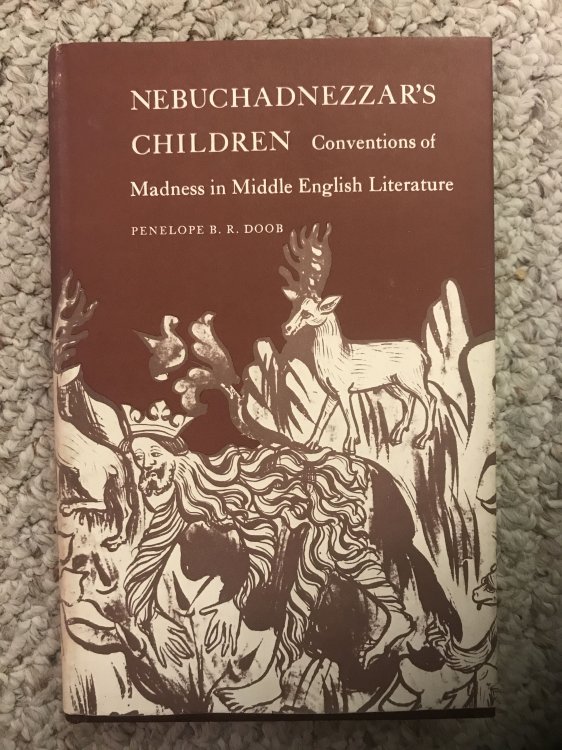 NEBUCHADNEZZAR'S
CHILDREN Conventions of
Madness in Middle English Literature
PENELOPE B. R. DOOB